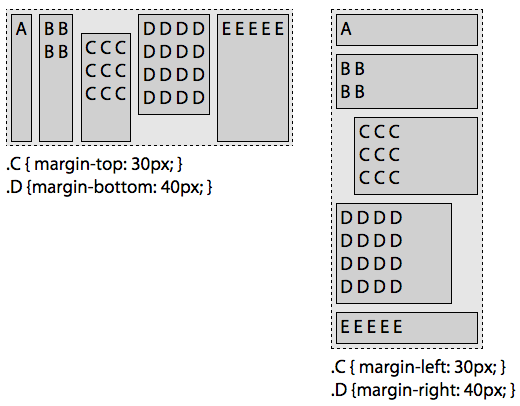 A
B B
B B
C C C
C C C
C C C
D D D D
D D D D
D D D D
D D D D
E E E E E
.C { margin-top: 30px; }
.D {margin-bottom: 40px; }
A
B B
B B
C C C
C C C
C C C
D D D D
D D D D
D D D D
D D D D
E E E E E
.C { margin-left: 30px; }
.D {margin-right: 40px; }